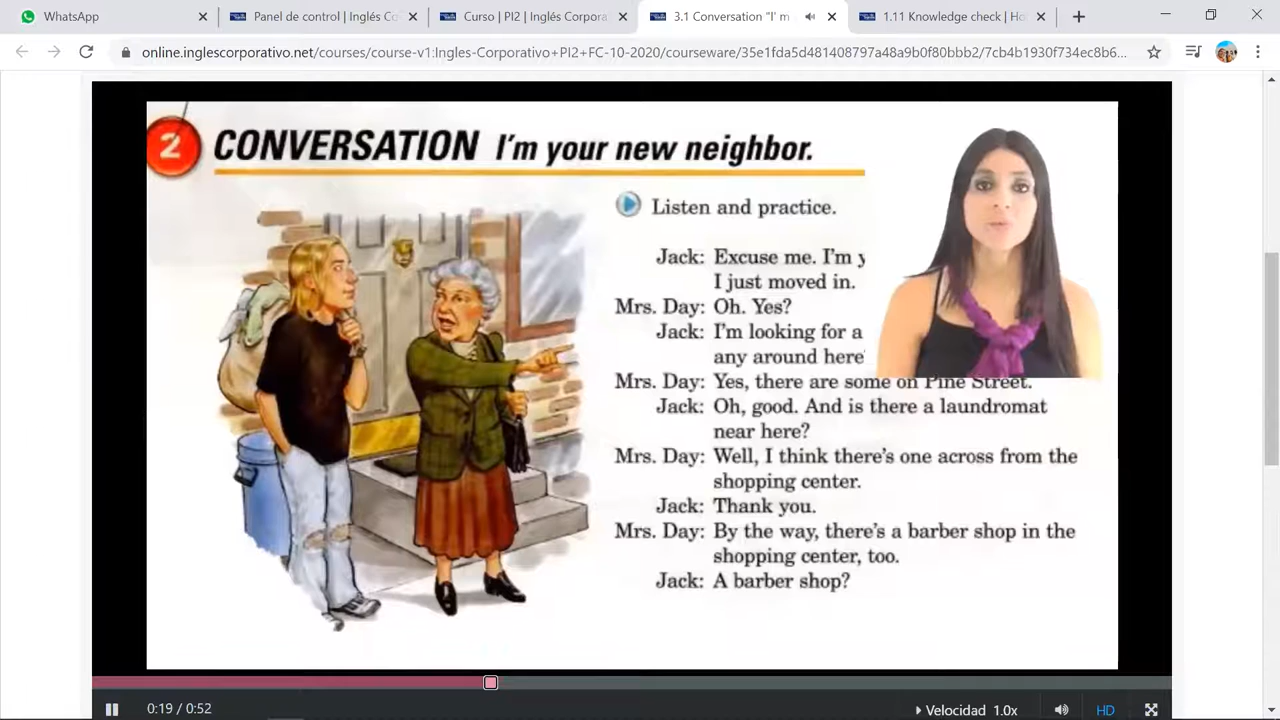 WhatsApp
Panel de control | Inglés Co
Curso | PI2 | Inglés Corpora
3.1 Conversation "I' m
1.11 Knowledge check | Ho
online.inglescorporativo.net/courses/course-v1:Ingles-Corporativo+PI2+FC-10-2020/courseware/35e1fda5d481408797a48a9b0f80bbb2/7cb4b1930f734ec8b6...
2 CONVERSATION I'm your new neighbor.
Listen and practice.
Jack: Excuse me. I'm y
I just moved in.
Mrs. Day: Oh. Yes?
Jack: I'm looking for a
any around here
Mrs. Day: Yes, there are some on Pine Street.
Jack: Oh, good. And is there a laundromat
near here?
Mrs. Day: Well, I think there's one across from the
shopping center.
Jack: Thank you.
Mrs. Day: By the way, there's a barber shop in the
shopping center, too.
Jack: A barber shop?
0:19 / 0:52
Velocidad 1.0x
HD